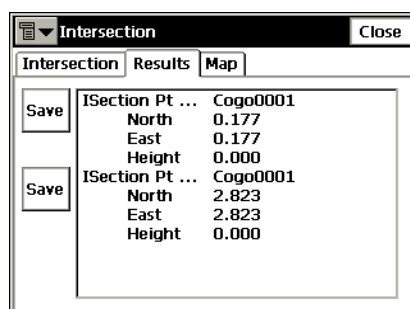 Intersection Close
Intersection Results Map
Save
ISection Pt ... Cogo0001
North 0.177
East 0.177
Height 0.000
Save
ISection Pt ... Cogo0001
North 2.823
East 2.823
Height 0.000